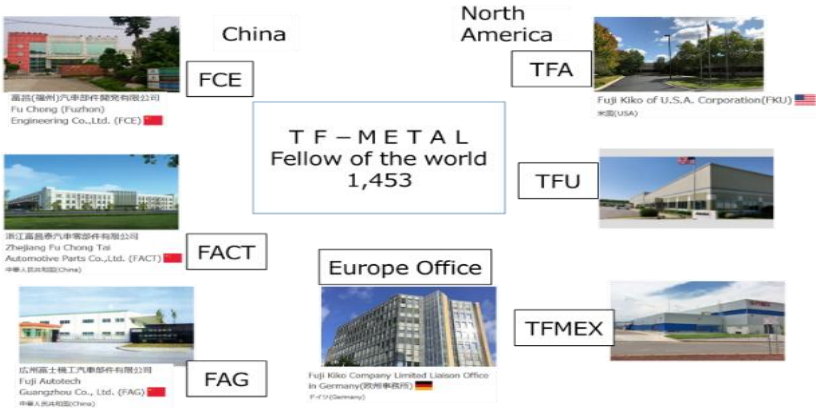 China
North
America
FCE
富昌(福州)汽車部件開発有限公司
Fu Chong (Fuzhon)
Engineering Co.,Ltd. (FCE)
TFA
Fuji Kiko of U.S.A. Corporation(FKU)
米国(USA)
TF-METAL
Fellow of the world
1,453
TFU
浙江富昌泰汽車零部件有限公司
Zhejiang Fu Chong Tai
Automotive Parts Co.,Ltd. (FACT)
中華人民共和国(China)
FACT
Europe Office
Fuji Kiko Company Limited Liaison Office
in Germany(欧州事務所)
ドイツ(Germany)
TFMEX
広州富士機工汽車部件有限公司
Fuji Autotech
Guangzhou Co., Ltd. (FAG)
中華人民共和国(China)
FAG